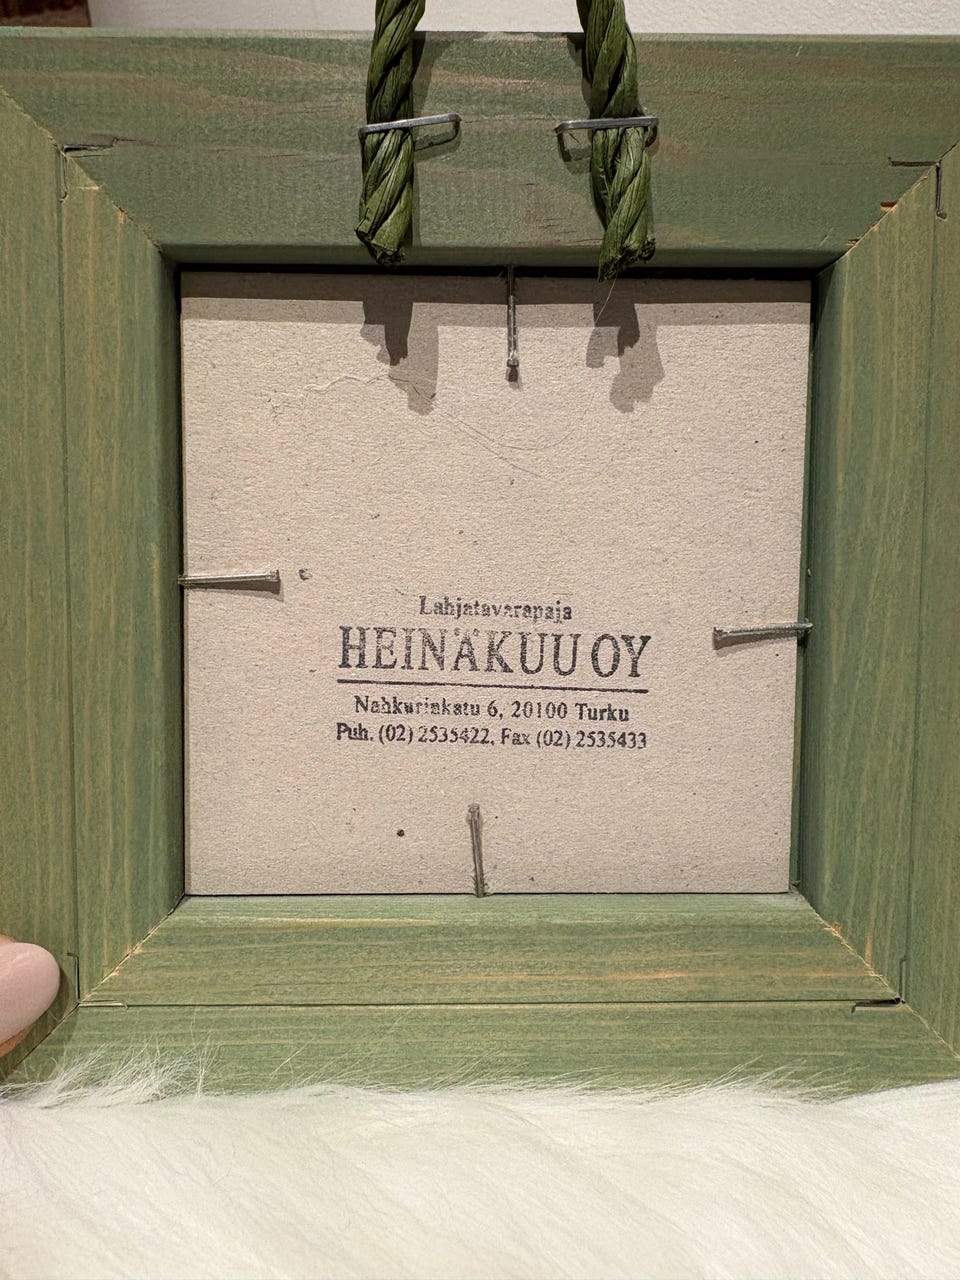 Lahjatavarapaja
HEINÄKUU OY
Nahkurinkatu 6, 20100 Turku
Puh. (02) 2535422, Fax (02) 2535433